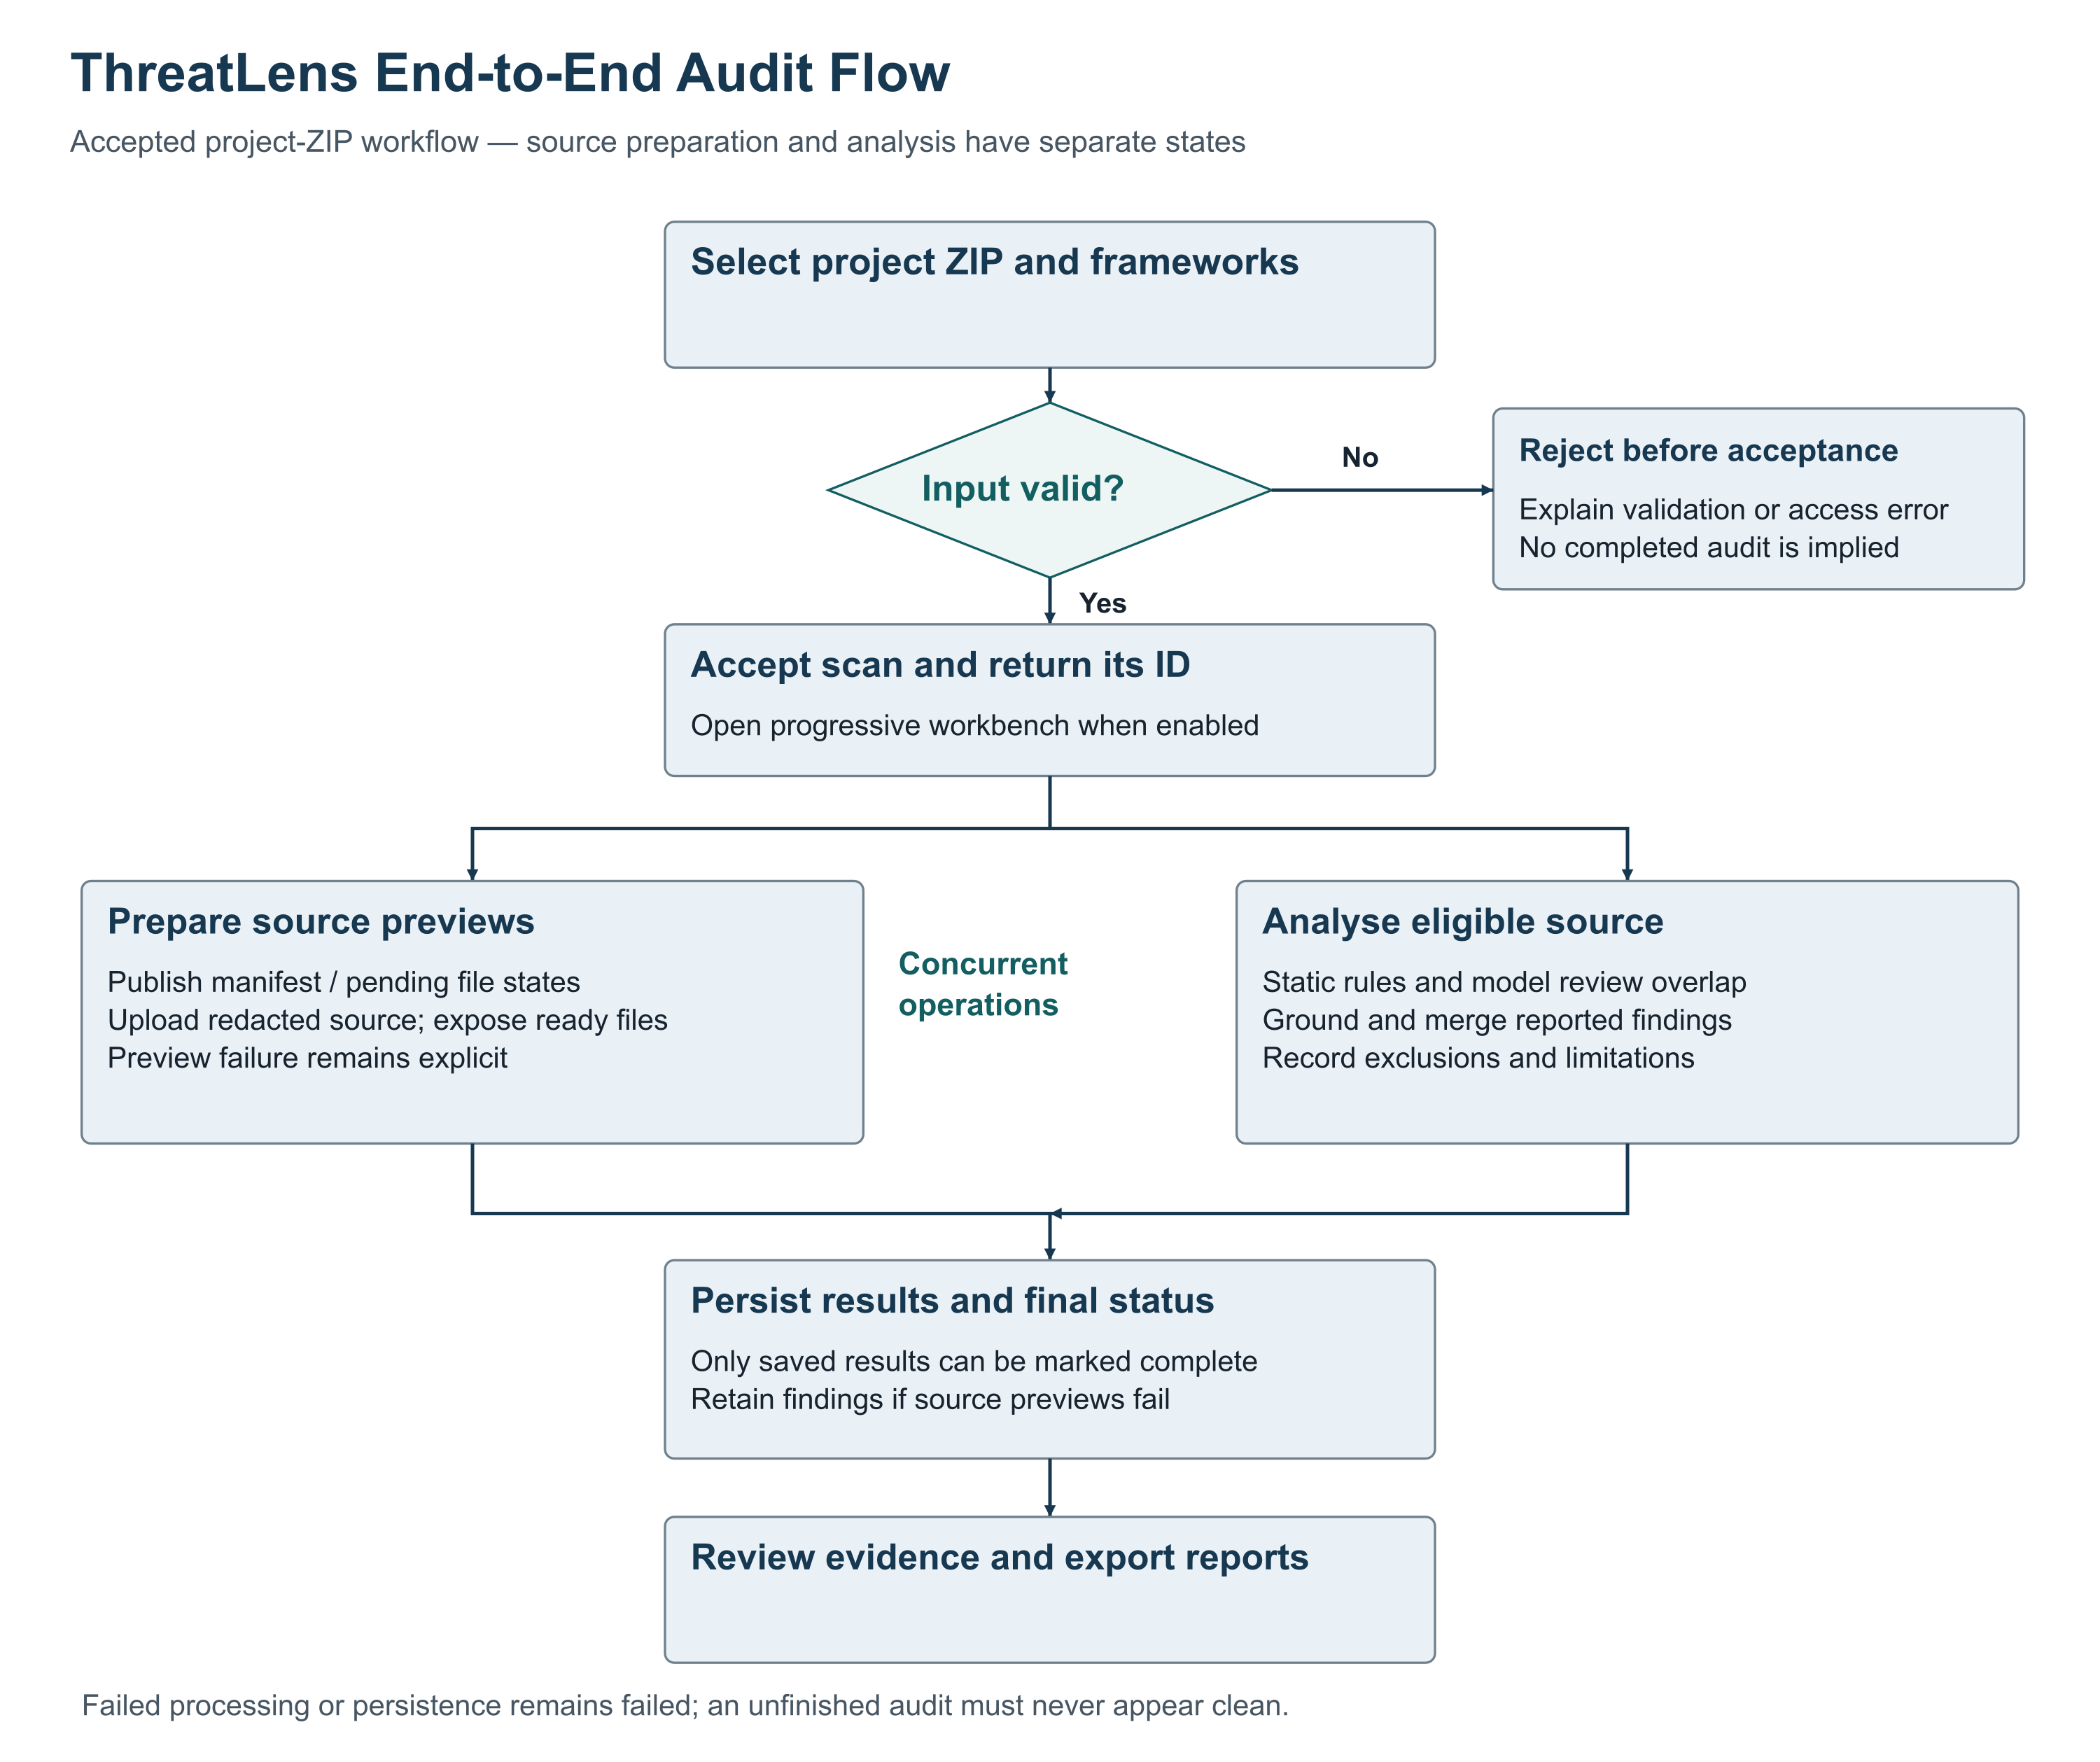 ThreatLens End-to-End Audit Flow
Accepted project-ZIP workflow — source preparation and analysis have separate states
Select project ZIP and frameworks
Input valid?
No
Reject before acceptance
Explain validation or access error
No completed audit is implied
Yes
Accept scan and return its ID
Open progressive workbench when enabled
Prepare source previews
Publish manifest / pending file states
Upload redacted source; expose ready files
Preview failure remains explicit
Concurrent
operations
Analyse eligible source
Static rules and model review overlap
Ground and merge reported findings
Record exclusions and limitations
Persist results and final status
Only saved results can be marked complete
Retain findings if source previews fail
Review evidence and export reports
Failed processing or persistence remains failed; an unfinished audit must never appear clean.